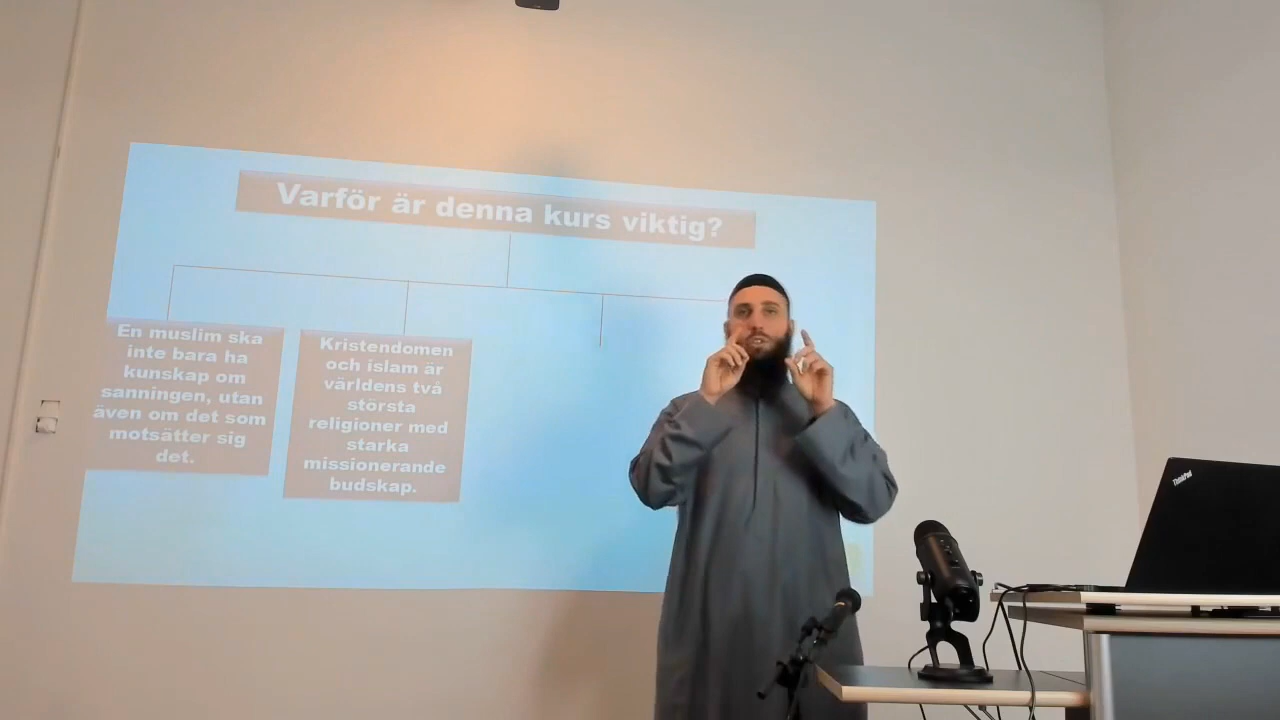 Varför är denna kurs viktig?
En muslim ska
inte bara ha
kunskap om
sanningen, utan
även om det som
motsätter sig
det.
Kristendomen
och islam är
världens två
största
religioner med
starka
missionerande
budskap.
ThinkPad